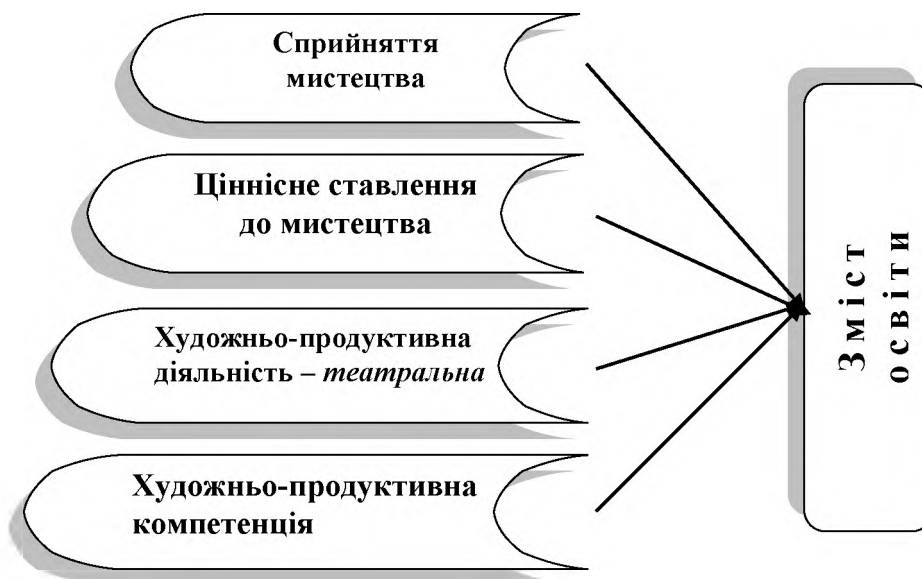 Сприйняття
мистецтва
Ціннісне ставлення
до мистецтва
Художньо-продуктивна
діяльність – театральна
Художньо-продуктивна
компетенція
Зміст
освіти